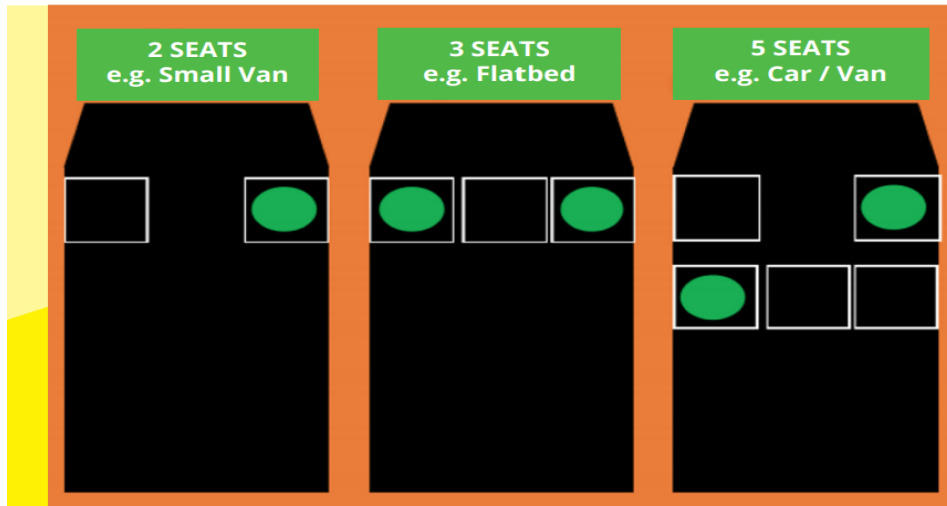 2 SEATS
e.g. Small Van
3 SEATS
e.g. Flatbed
5 SEATS
e.g. Car / Van